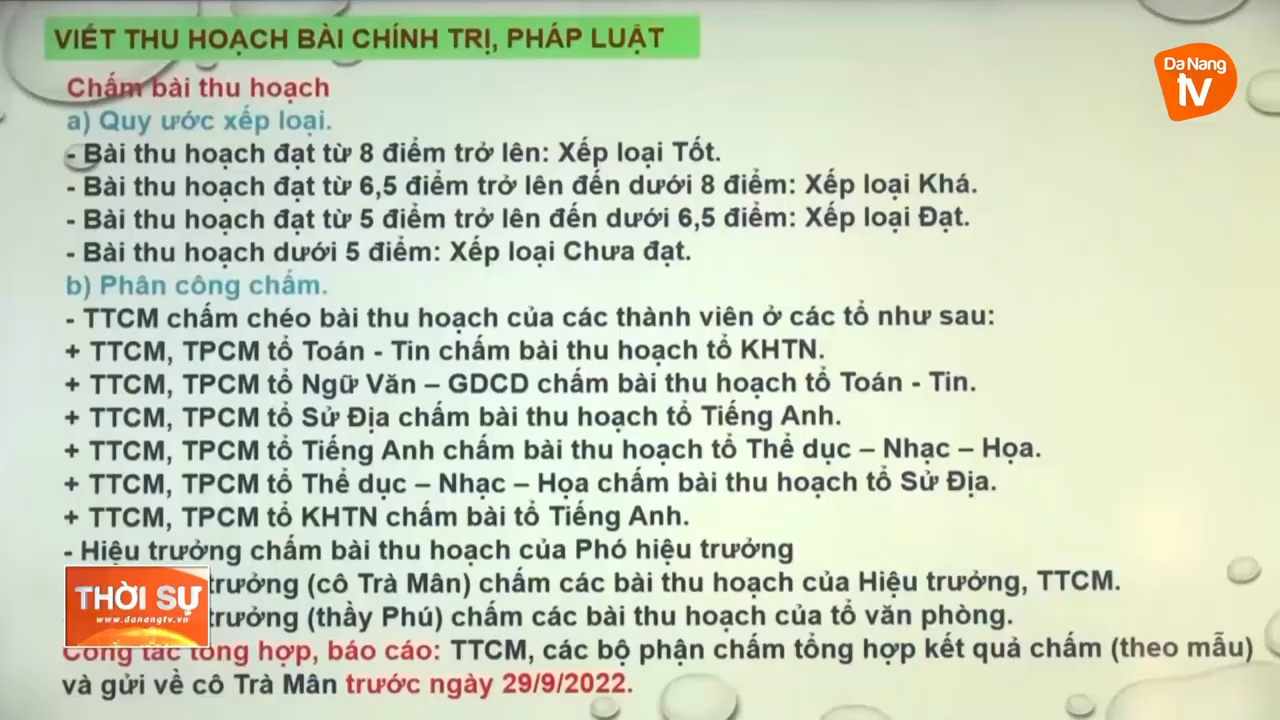 VIẾT THU HOẠCH BÀI CHÍNH TRỊ, PHÁP LUẬT
Da Nang
tv
Chấm bài thu hoạch
a) Quy ước xếp loại.
- Bài thu hoạch đạt từ 8 điểm trở lên: Xếp loại Tốt.
- Bài thu hoạch đạt từ 6,5 điểm trở lên đến dưới 8 điểm: Xếp loại Khá.
- Bài thu hoạch đạt từ 5 điểm trở lên đến dưới 6,5 điểm: Xếp loại Đạt.
- Bài thu hoạch dưới 5 điểm: Xếp loại Chưa đạt.
b) Phân công chấm.
- TTCM chấm chéo bài thu hoạch của các thành viên ở các tổ như sau:
+ TTCM, TPCM tổ Toán - Tin chấm bài thu hoạch tổ KHTN.
+ TTCM, TPCM tổ Ngữ Văn – GDCD chấm bài thu hoạch tổ Toán - Tin.
+ TTCM, TPCM tổ Sử Địa chấm bài thu hoạch tổ Tiếng Anh.
+ TTCM, TPCM tổ Tiếng Anh chấm bài thu hoạch tổ Thể dục – Nhạc – Họa.
+ TTCM, TPCM tổ Thể dục – Nhạc – Họa chấm bài thu hoạch tổ Sử Địa.
+ TTCM, TPCM tổ KHTN chấm bài tổ Tiếng Anh.
- Hiệu trưởng chấm bài thu hoạch của Phó hiệu trưởng
trưởng (cô Trà Mân) chấm các bài thu hoạch của Hiệu trưởng, TTCM.
trưởng (thầy Phú) chấm các bài thu hoạch của tổ văn phòng.
THỜI SỰ
www.danangtv.vn
Công tác tổng hợp, báo cáo: TTCM, các bộ phận chấm tổng hợp kết quả chấm (theo mẫu)
và gửi về cô Trà Mân trước ngày 29/9/2022.